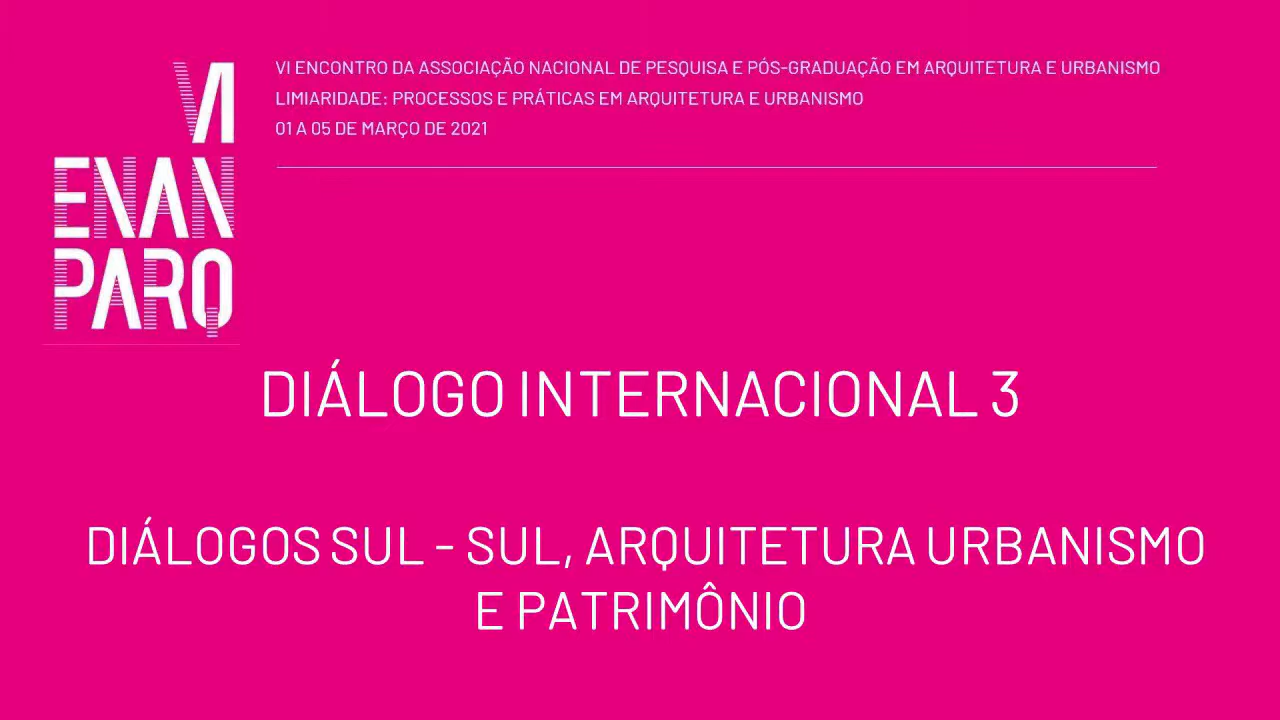 VI
ENAN
PARQ
VI ENCONTRO DA ASSOCIAÇÃO NACIONAL DE PESQUISA E PÓS-GRADUAÇÃO EM ARQUITETURA E URBANISMO
LIMIARIDADE: PROCESSOS E PRÁTICAS EM ARQUITETURA E URBANISMO
01 A 05 DE MARÇO DE 2021
DIÁLOGO INTERNACIONAL 3
DIÁLOGOS SUL - SUL, ARQUITETURA URBANISMO
E PATRIMÔNIO